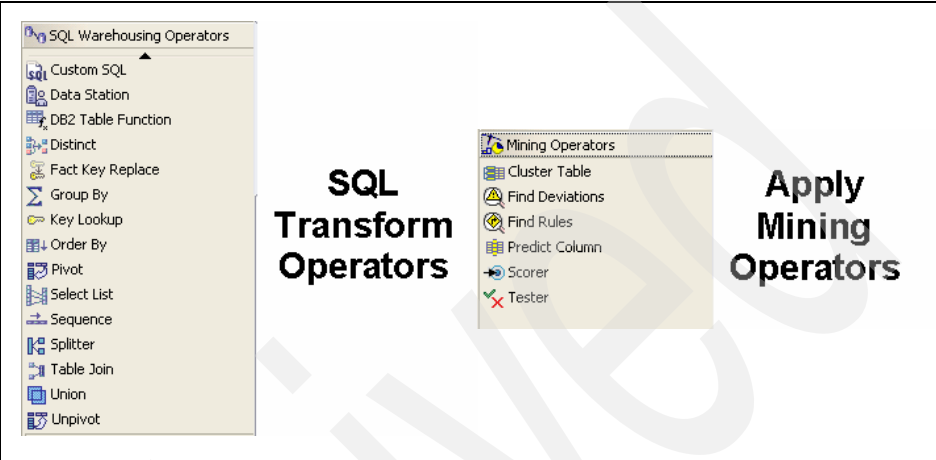 SQL Warehousing Operators
Custom SQL
Data Station
DB2 Table Function
Distinct
Fact Key Replace
Group By
Key Lookup
Order By
Pivot
Select List
Sequence
Splitter
Table Join
Union
Unpivot
SQL
Transform
Operators
Mining Operators
Cluster Table
Find Deviations
Find Rules
Predict Column
Scorer
Tester
Apply
Mining
Operators